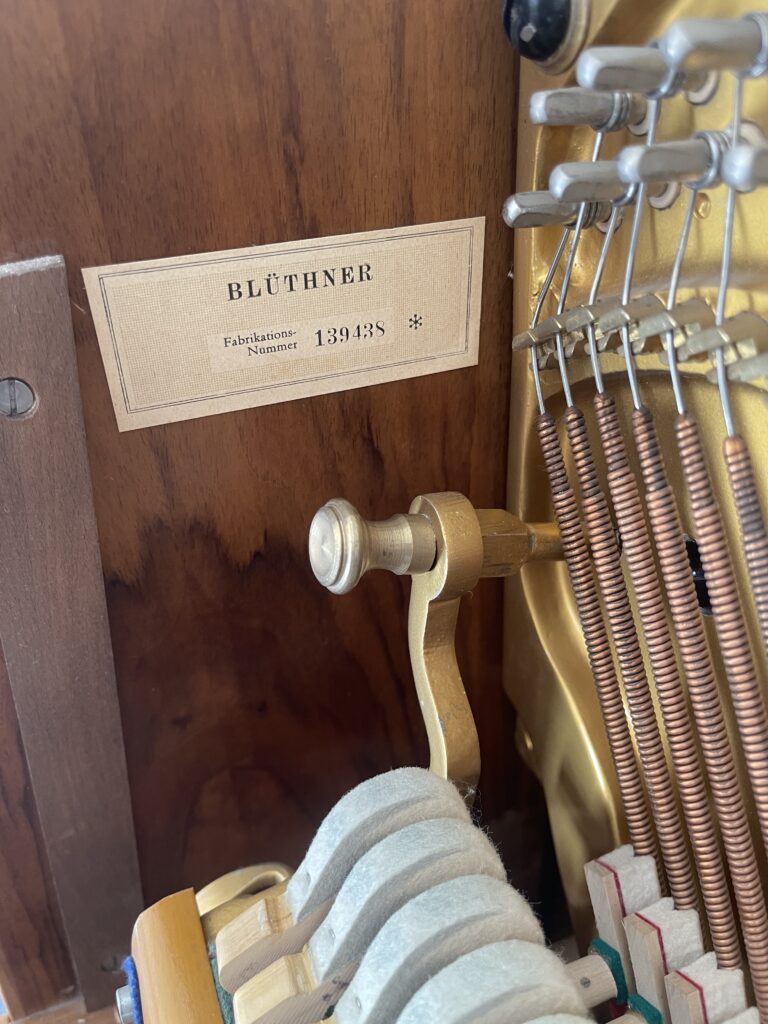 BLÜTHNER
Fabrikations-
Nummer 139438 *